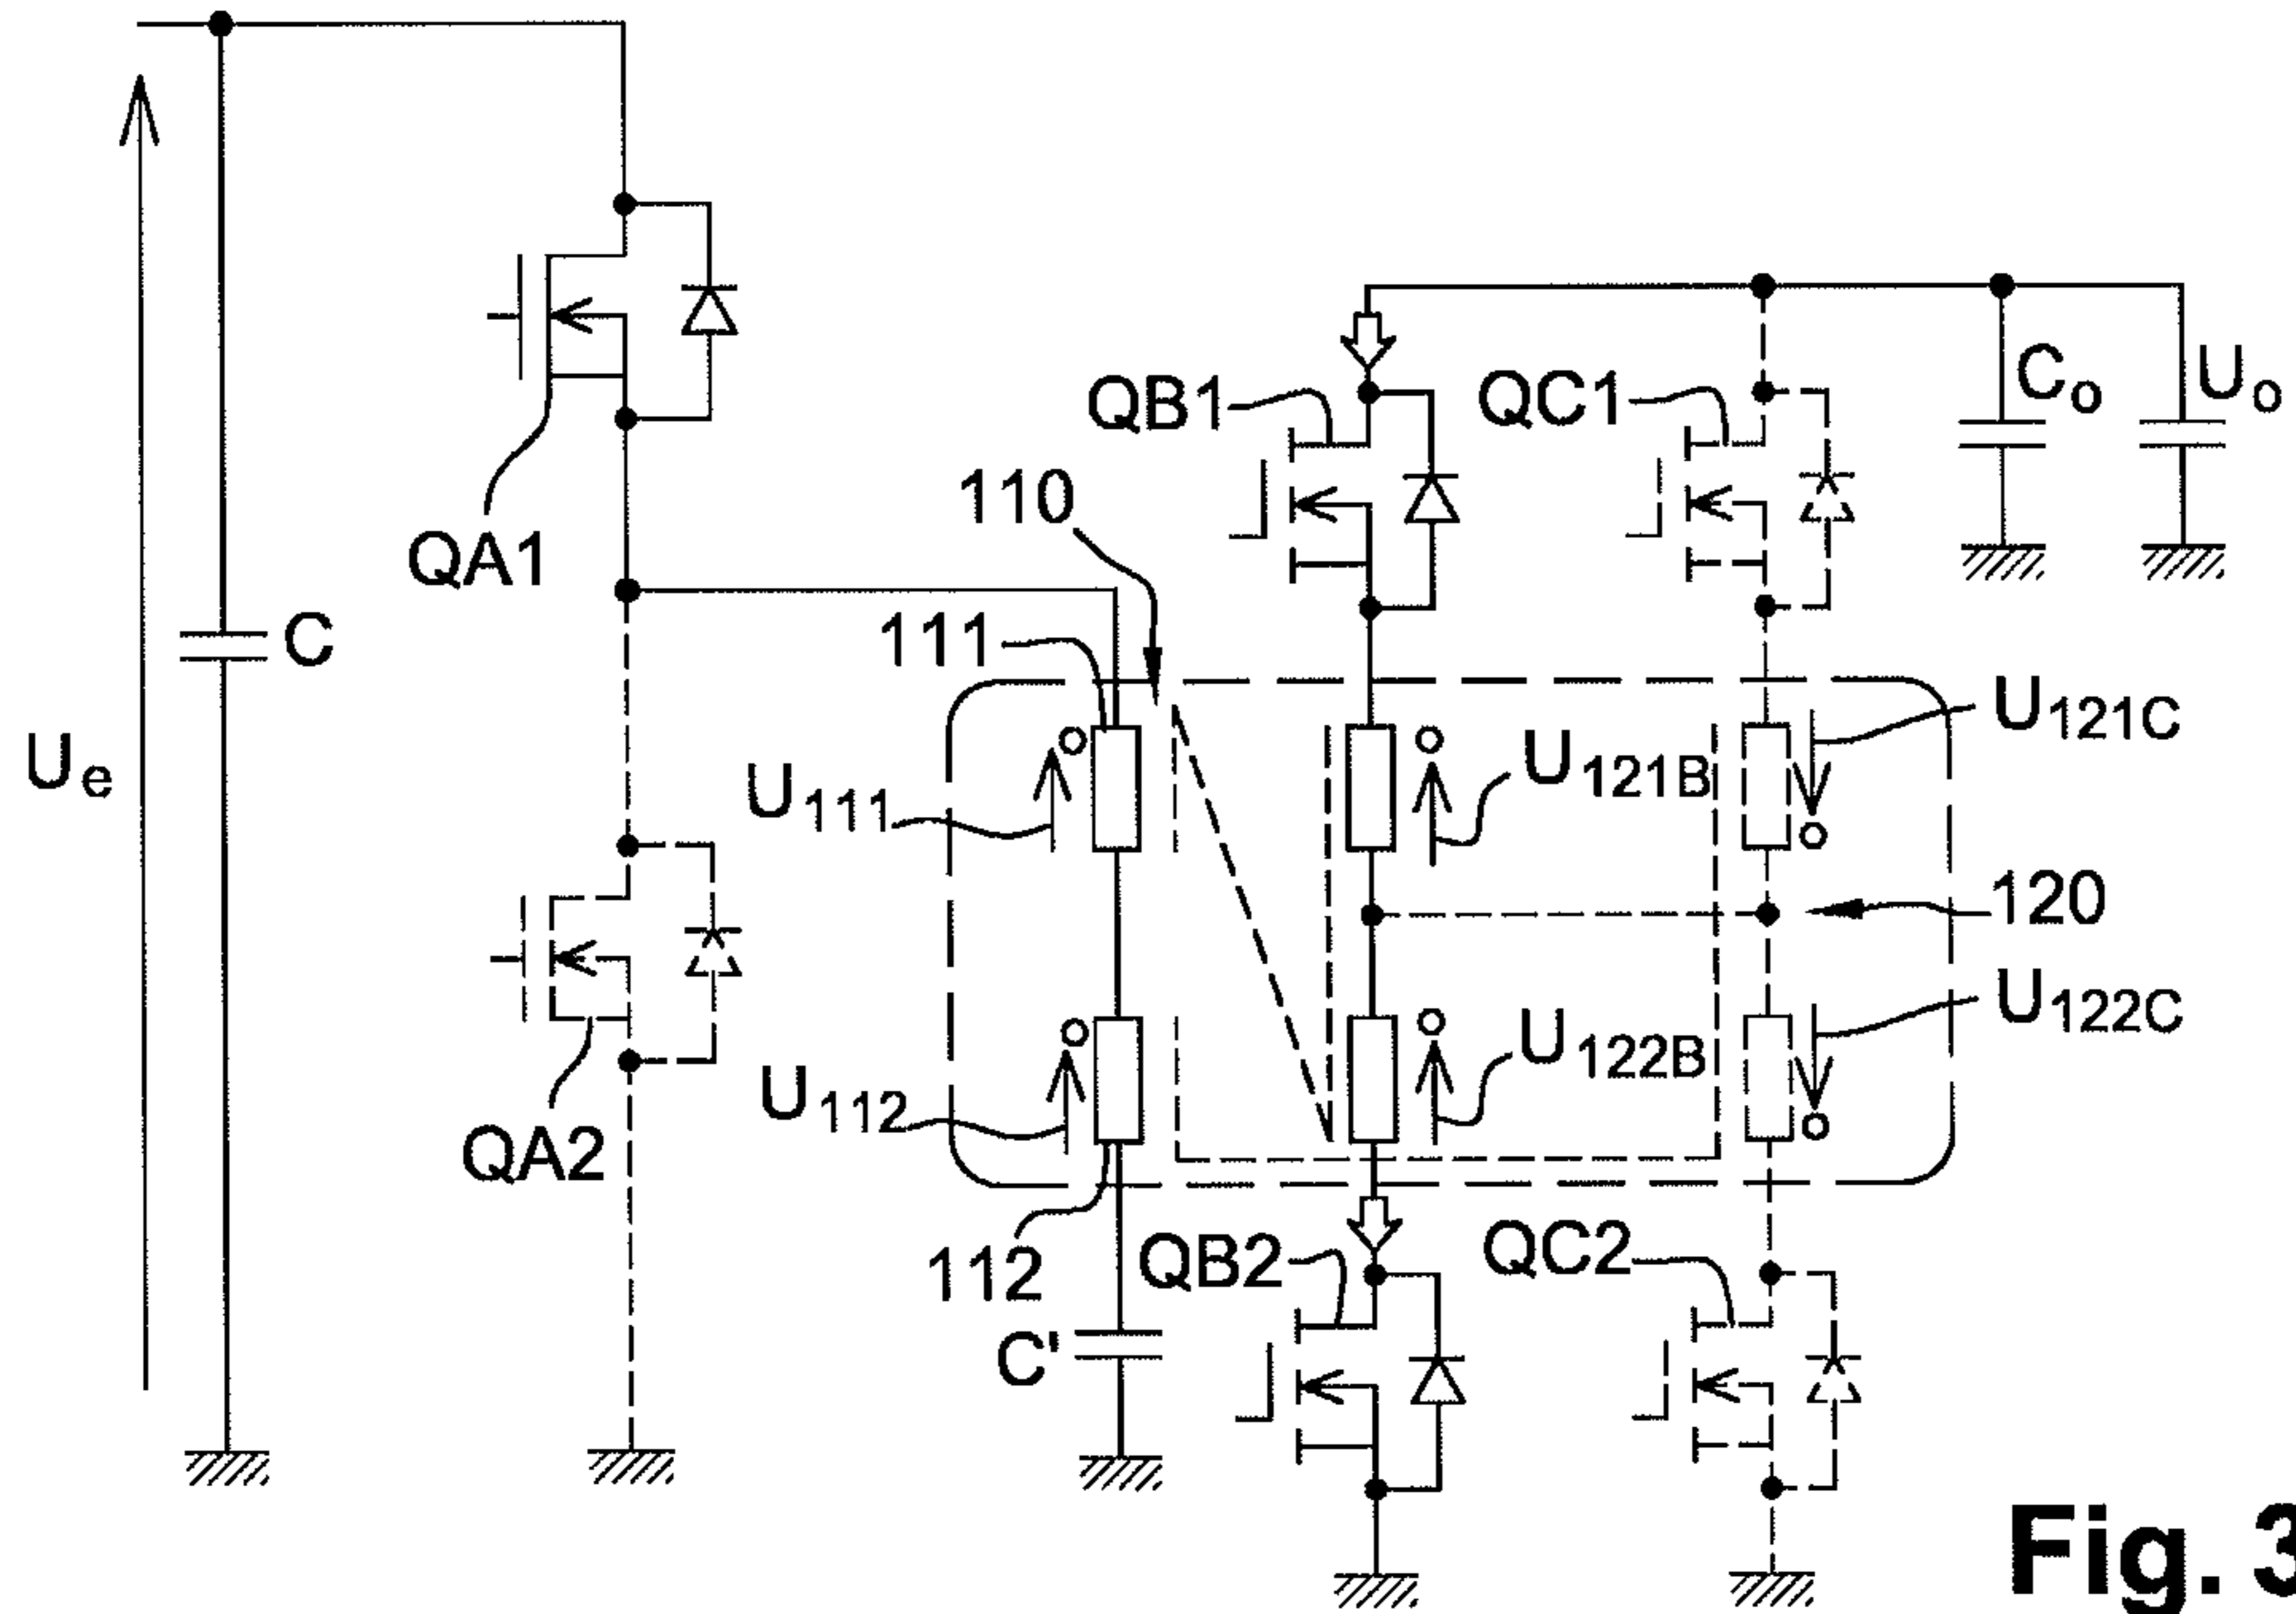 QB1
QC1
Co
Uo
110
QA1
111
C
U121C
Ue
U111
U121B
120
U122C
U122B
U112
QA2
112
QB2
QC2
C'
Fig. 3